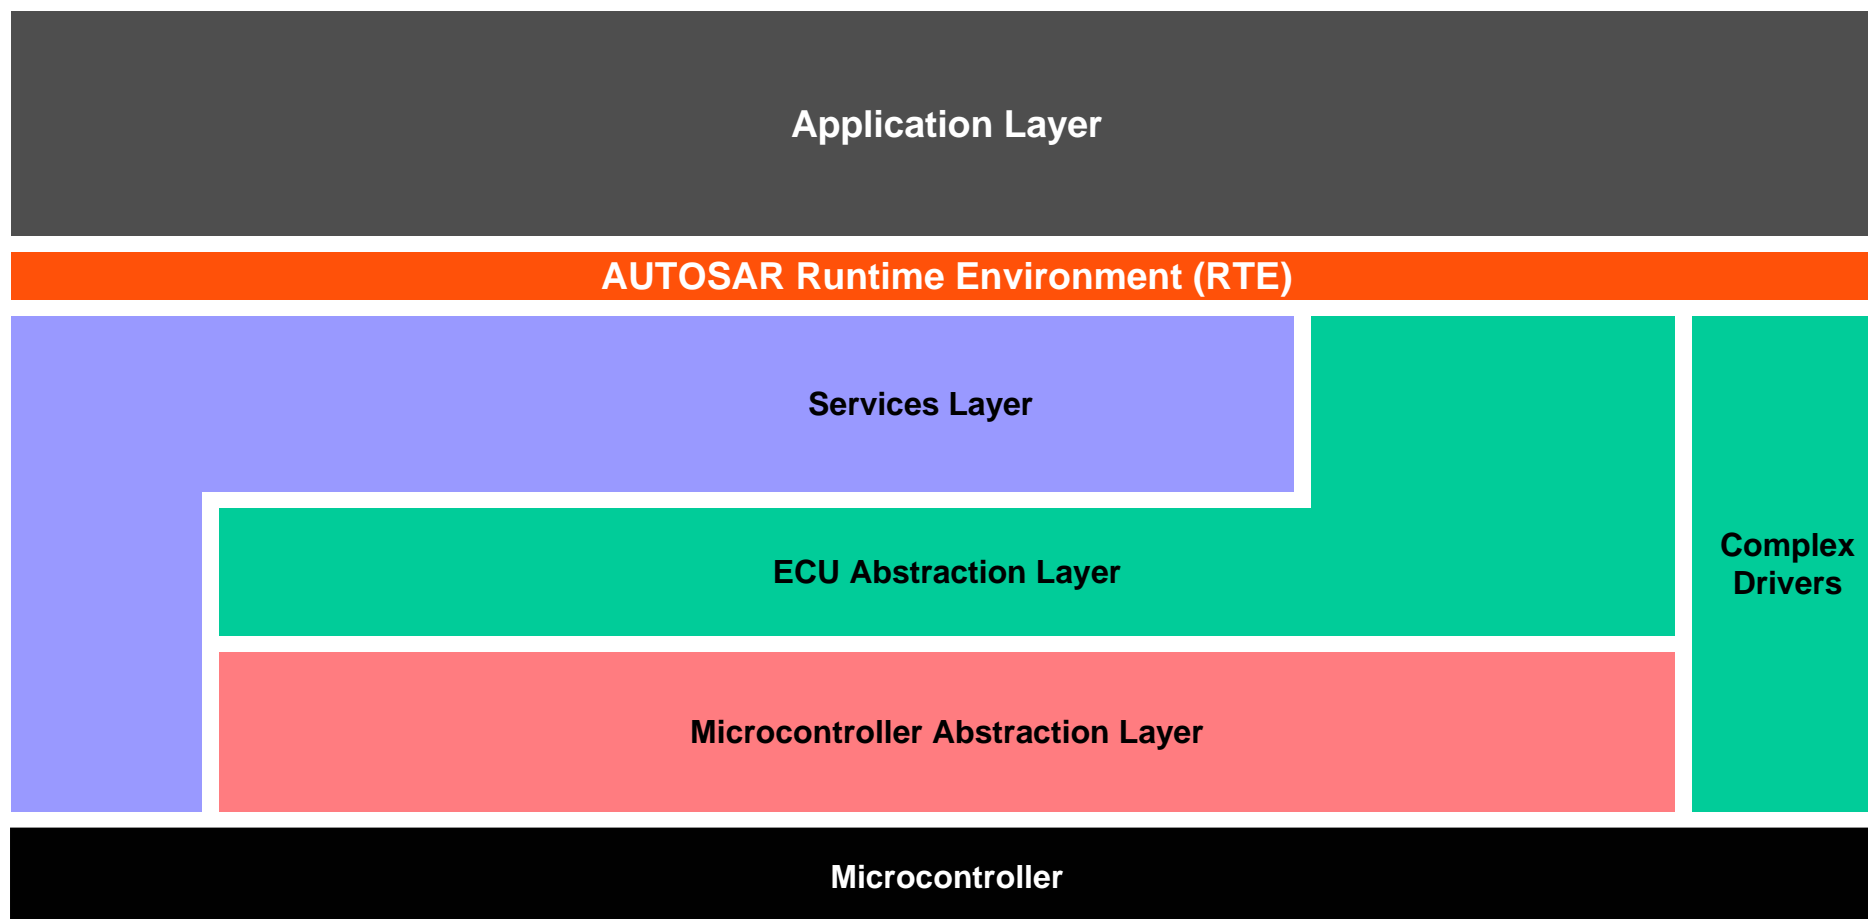 Application Layer
AUTOSAR Runtime Environment (RTE)
Services Layer
ECU Abstraction Layer
Complex
Drivers
Microcontroller Abstraction Layer
Microcontroller